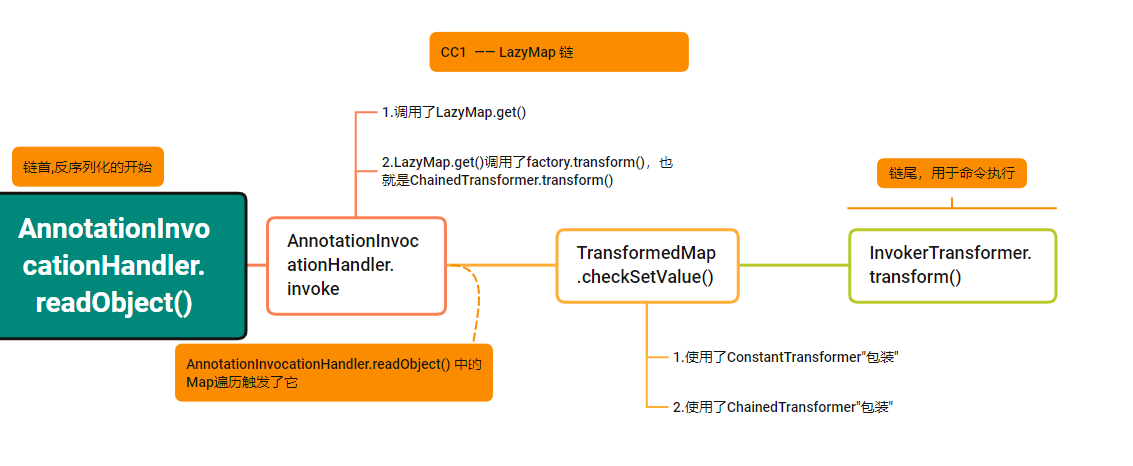 CC1 —— LazyMap 链
1.调用了LazyMap.get()
2.LazyMap.get()调用了factory.transform()，也
就是ChainedTransformer.transform()
链首,反序列化的开始
链尾，用于命令执行
AnnotationInvo
cationHandler.
readObject()
AnnotationInvoc
ationHandler.
invoke
TransformedMap
.checkSetValue()
InvokerTransformer.
transform()
AnnotationInvocationHandler.readObject() 中的
Map遍历触发了它
1.使用了ConstantTransformer"包装"
2.使用了ChainedTransformer"包装"